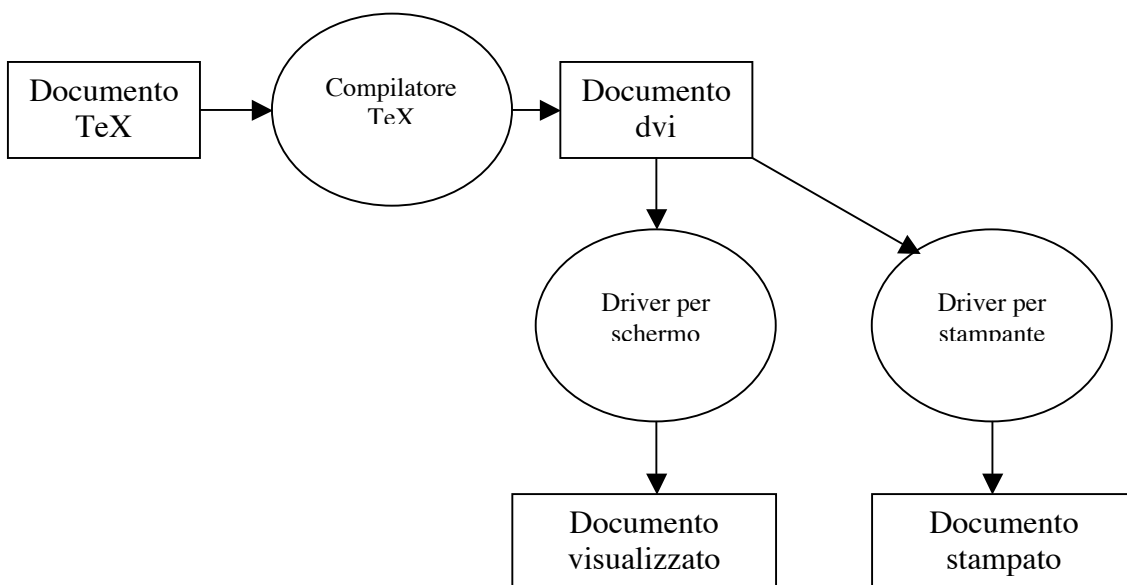 Documento
TeX
Compilatore
TeX
Documento
dvi
Driver per
schermo
Driver per
stampante
Documento
visualizzato
Documento
stampato